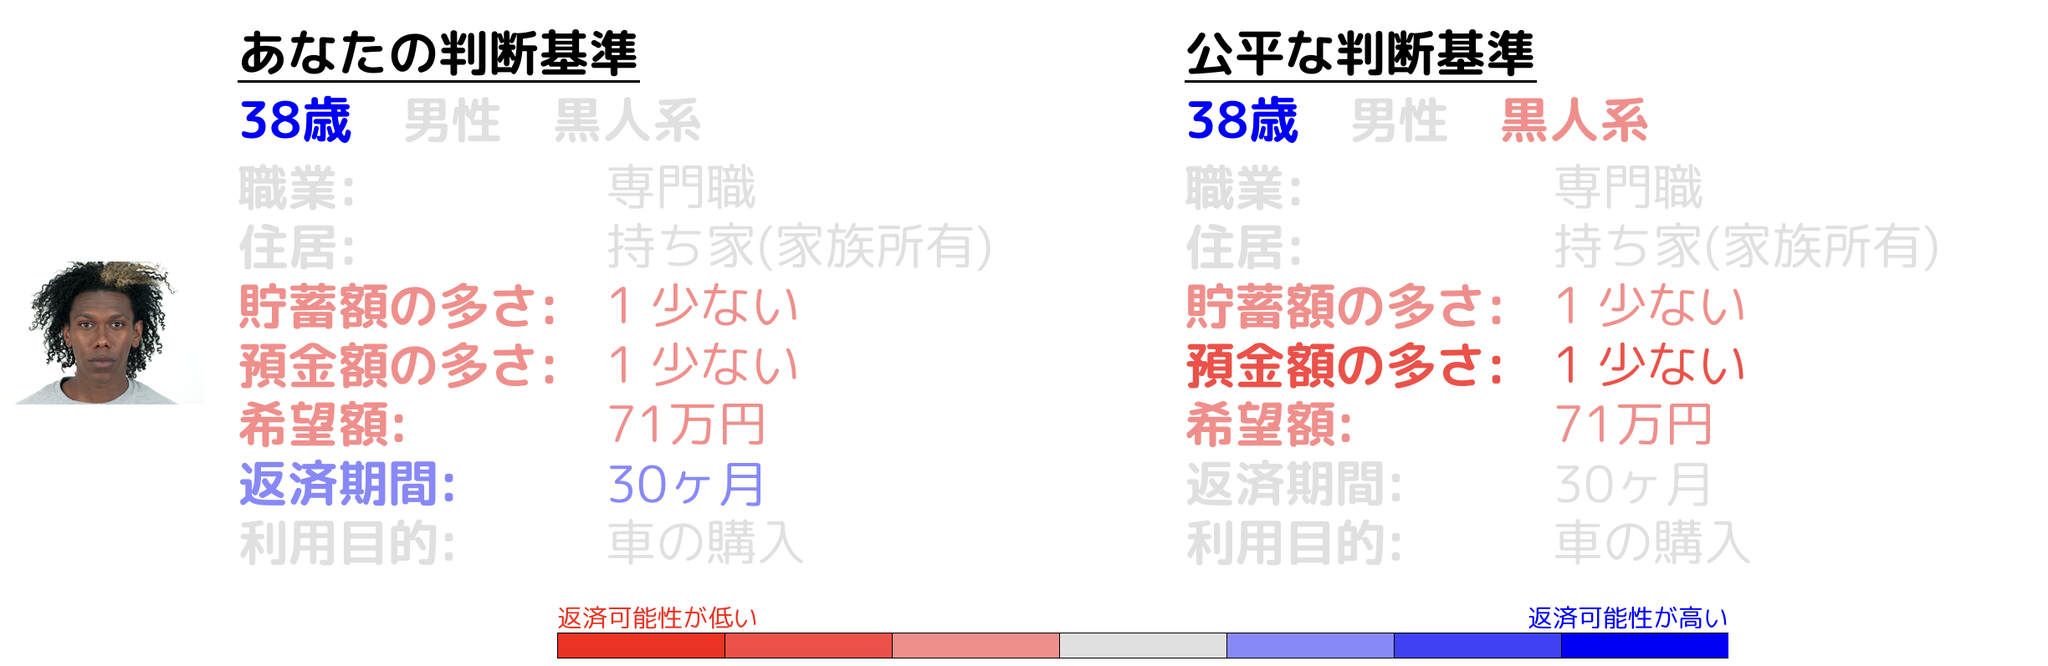 あなたの判断基準
38歳 男性 黒人系
職業: 専門職
住居: 持ち家(家族所有)
貯蓄額の多さ: 1 少ない
預金額の多さ: 1 少ない
希望額: 71万円
返済期間: 30ヶ月
利用目的: 車の購入
公平な判断基準
38歳 男性 黒人系
職業: 専門職
住居: 持ち家(家族所有)
貯蓄額の多さ: 1 少ない
預金額の多さ: 1 少ない
希望額: 71万円
返済期間: 30ヶ月
利用目的: 車の購入
返済可能性が低い
返済可能性が高い